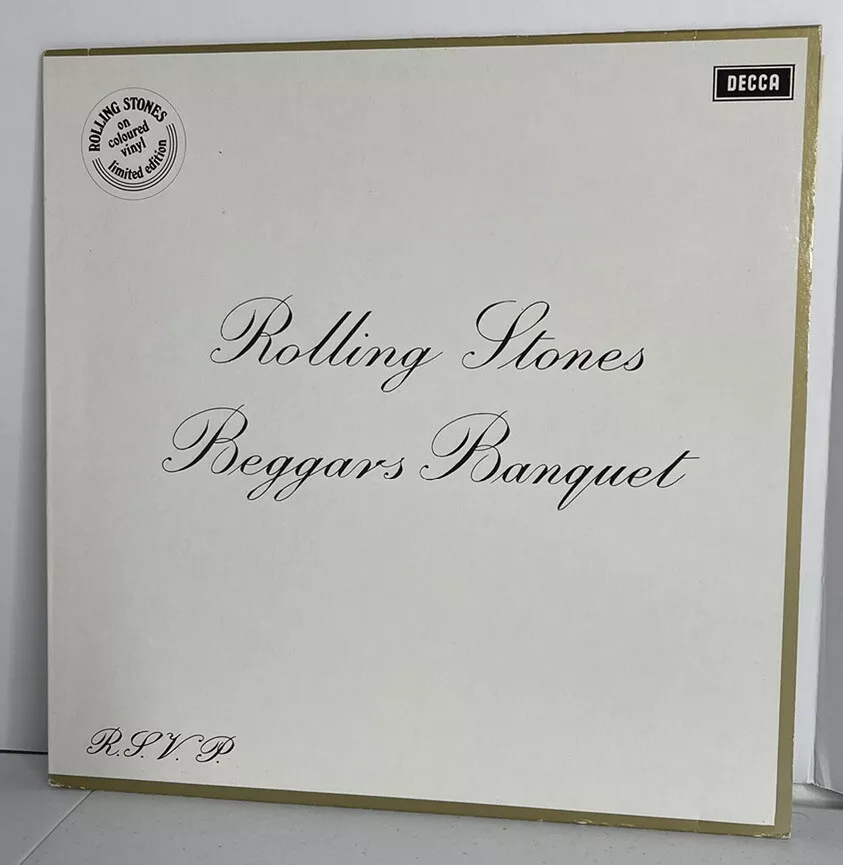 ROLLING STONES
on
coloured
vinyl
limited edition
DECCA
Rolling Stones
Beggars Banquet
R.S.V.P.